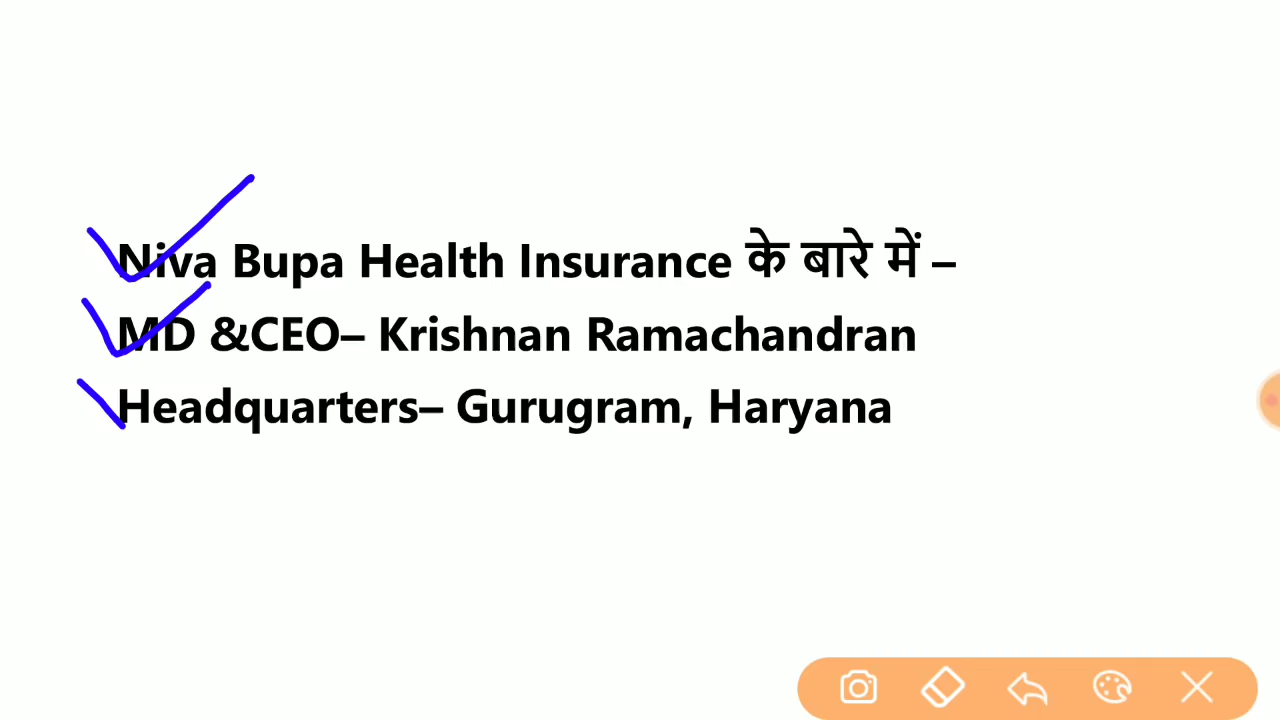 Niva Bupa Health Insurance के बारे में –
MD &CEO– Krishnan Ramachandran
Headquarters– Gurugram, Haryana